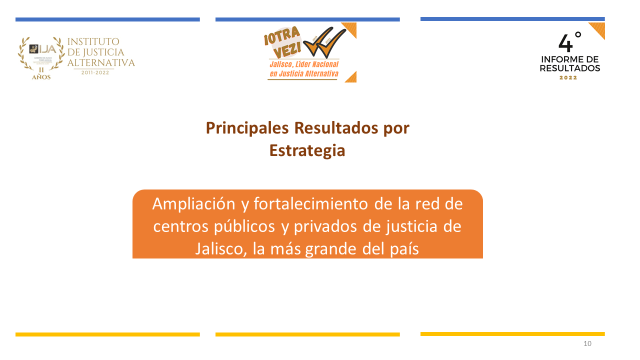 IJA
11
AÑOS
INSTITUTO
DE JUSTICIA
ALTERNATIVA
2011-2022
¡OTRA
VEZ!
Jalisco, Líder Nacional
en Justicia Alternativa
4°
INFORME DE
RESULTADOS
2022
Principales Resultados por
Estrategia
Ampliación y fortalecimiento de la red de
centros públicos y privados de justicia de
Jalisco, la más grande del país
10